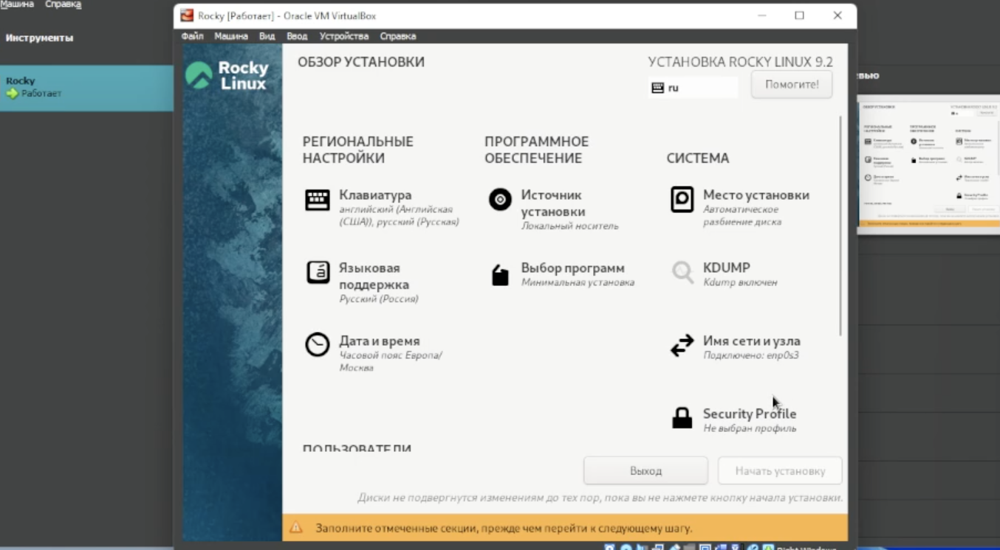 Машина Справка
Инструменты
Rocky
Работает
Rocky [Работает] - Oracle VM VirtualBox
Файл Машина Вид Ввод Устройства Справка
Rocky
Linux
ОБЗОР УСТАНОВКИ
УСТАНОВКА ROCKY LINUX 9.2
ru
Помогите!
РЕГИОНАЛЬНЫЕ
НАСТРОЙКИ
Клавиатура
английский (Английская
(США)), русский (Русская)
Языковая
поддержка
Русский (Россия)
Дата и время
Часовой пояс Европа/
Москва
ПРОГРАММНОЕ
ОБЕСПЕЧЕНИЕ
Источник
установки
Локальный носитель
Выбор программ
Минимальная установка
СИСТЕМА
Место установки
Автоматическое
разбиение диска
KDUMP
Kdump включен
Имя сети и узла
Подключено: enp0s3
Security Profile
Не выбран профиль
ПОЛЬЗОВАТЕЛИ
Выход
Начать установку
Диски не подвергнутся изменениям до тех пор, пока вы не нажмете кнопку начала установки.
Заполните отмеченные секции, прежде чем перейти к следующему шагу.
Right Windows